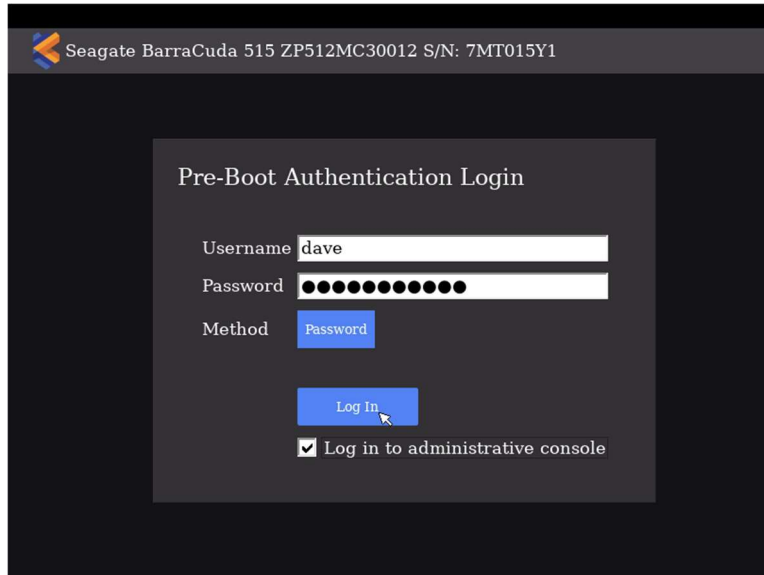 Seagate BarraCuda 515 ZP512MC30012 S/N: 7MT015Y1
Pre-Boot Authentication Login
Username dave
Password ●●●●●●●●●●●
Method Password
Log In
Log in to administrative console